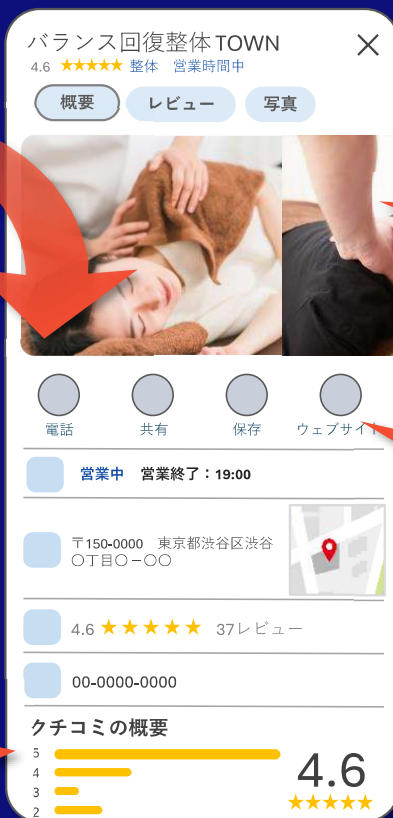 バランス回復整体 TOWN
4.6 ★★★★★ 整体 営業時間中
概要 レビュー 写真
電話 共有 保存 ウェブサイト
営業中 営業終了：19:00
〒150-0000 東京都渋谷区渋谷
〇丁目〇－〇〇
4.6 ★★★★★ 37レビュー
00-0000-0000
クチコミの概要
5
4
3
2
4.6
★★★★★